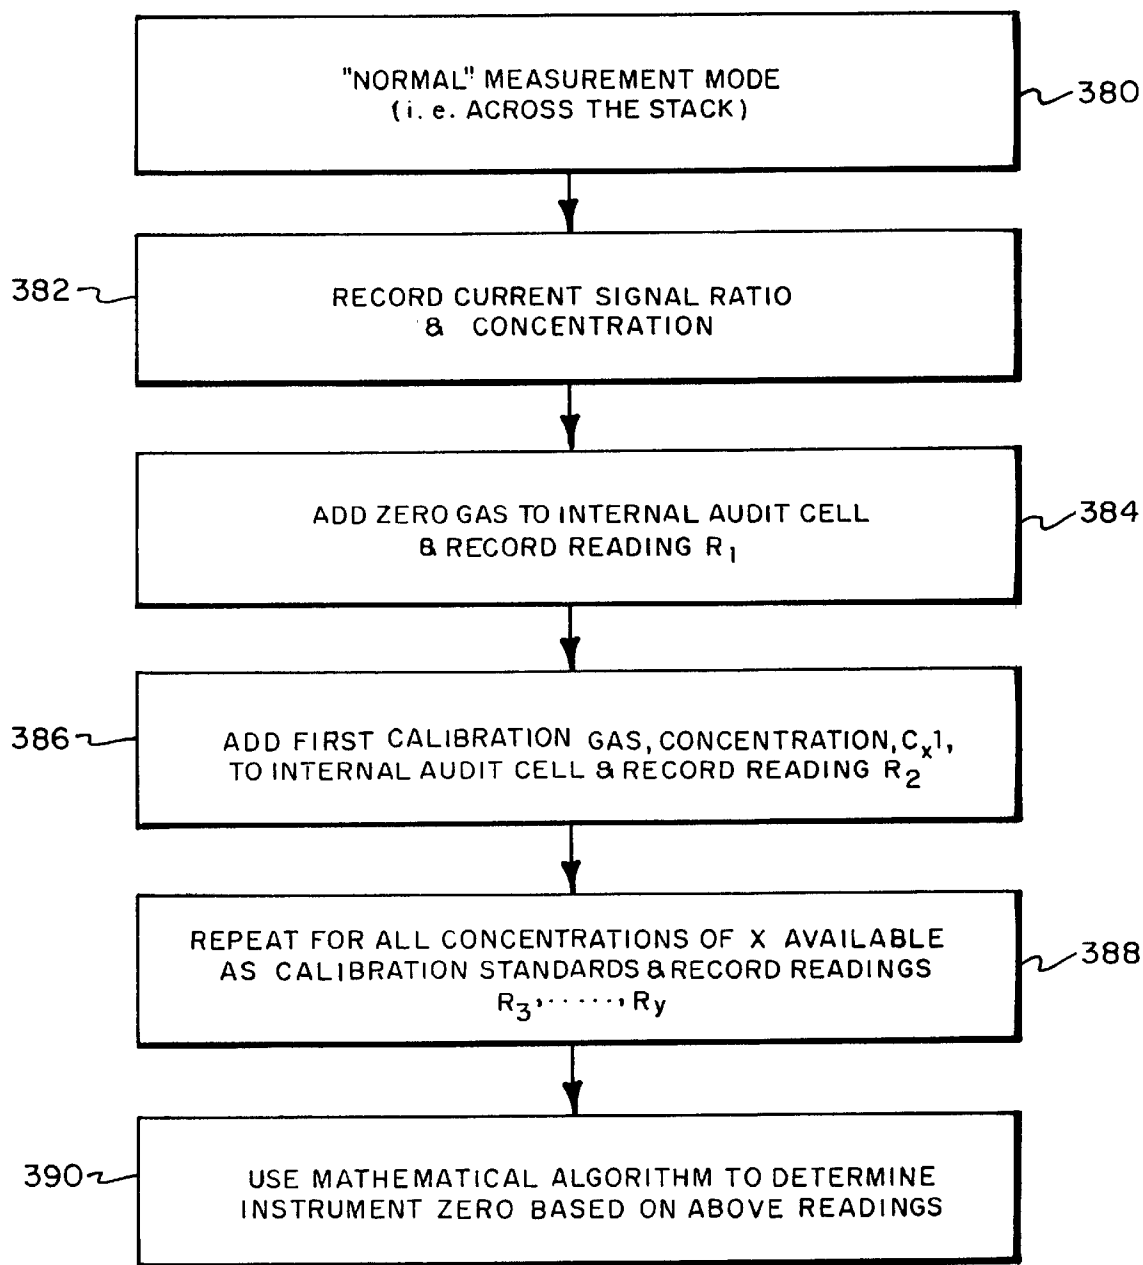 "NORMAL" MEASUREMENT MODE
(i. e. ACROSS THE STACK)
380
382
RECORD CURRENT SIGNAL RATIO
& CONCENTRATION
ADD ZERO GAS TO INTERNAL AUDIT CELL
& RECORD READING R1
384
386
ADD FIRST CALIBRATION GAS, CONCENTRATION, Cx1,
TO INTERNAL AUDIT CELL & RECORD READING R2
REPEAT FOR ALL CONCENTRATIONS OF X AVAILABLE
AS CALIBRATION STANDARDS & RECORD READINGS
R3,·····, Ry
388
390
USE MATHEMATICAL ALGORITHM TO DETERMINE
INSTRUMENT ZERO BASED ON ABOVE READINGS